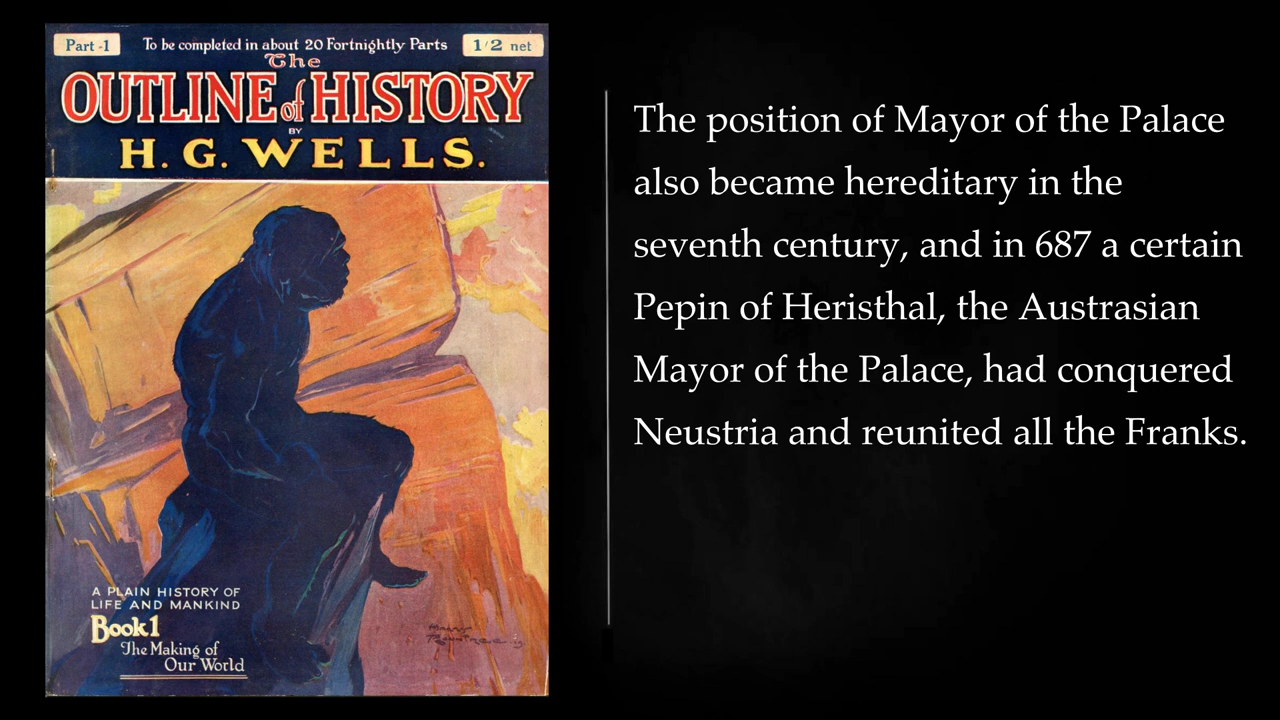 Part -1
To be completed in about 20 Fortnightly Parts
1/2 net
The
OUTLINE of HISTORY
BY
H. G. WELLS.
A PLAIN HISTORY OF
LIFE AND MANKIND
Book 1
The Making of
Our World
The position of Mayor of the Palace
also became hereditary in the
seventh century, and in 687 a certain
Pepin of Heristhal, the Austrasian
Mayor of the Palace, had conquered
Neustria and reunited all the Franks.